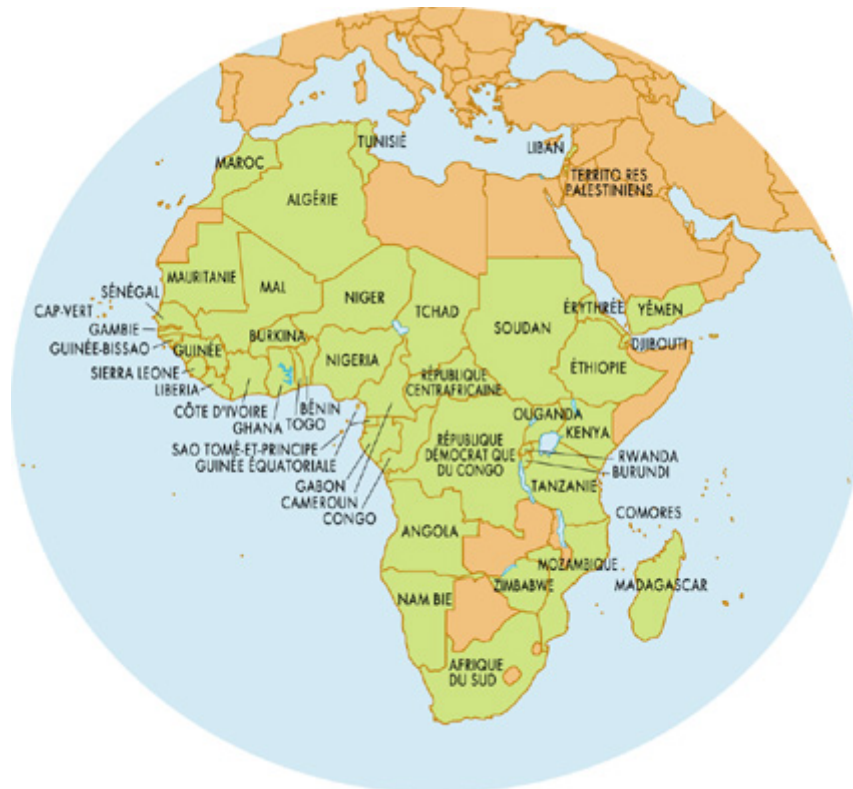 TUNISIE
LIBAN
MAROC
TERRITO RES
PALESTINIENS
ALGÉRIE
MAURITANIE
MAL
NIGER
TCHAD
SÉNÉGAL
ÉRYTHRÉE
YÉMEN
CAP-VERT
SOUDAN
GAMBIE
BURKINA
DJIBOUTI
GUINÉE-BISSAO
GUINÉE
NIGERIA
ÉTHIOPIE
SIERRA LEONE
RÉPUBLIQUE
CENTRAFRICAINE
LIBERIA
CÔTE D'IVOIRE
BÉNIN
GHANA
TOGO
OUGANDA
KENYA
SAO TOMÉ-ET-PRINCIPE
RÉPUBLIQUE
DÉMOCRAT QUE
DU CONGO
GUINÉE ÉQUATORIALE
RWANDA
BURUNDI
GABON
TANZANIE
CAMEROUN
CONGO
COMORES
ANGOLA
MOZAMBIQUE
ZIMBABWE
MADAGASCAR
NAM BIE
AFRIQUE
DU SUD